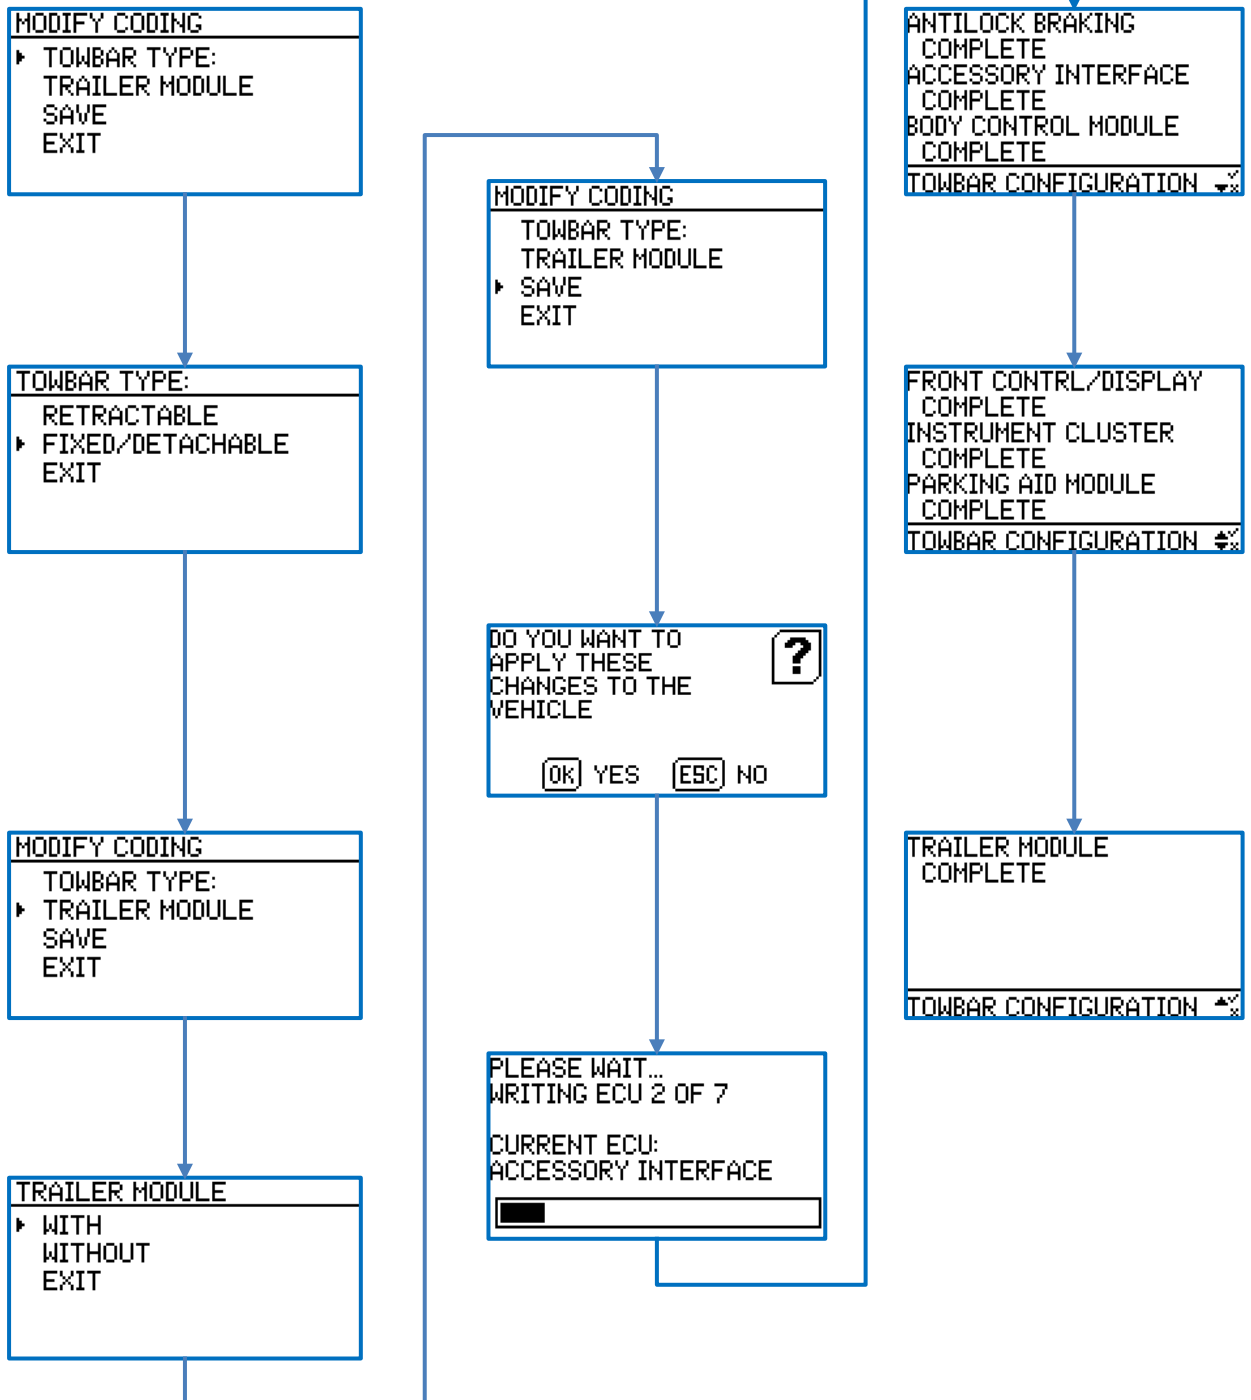 MODIFY CODING
TOWBAR TYPE:
TRAILER MODULE
SAVE
EXIT
TOWBAR TYPE:
RETRACTABLE
FIXED/DETACHABLE
EXIT
MODIFY CODING
TOWBAR TYPE:
TRAILER MODULE
SAVE
EXIT
TRAILER MODULE
WITH
WITHOUT
EXIT
MODIFY CODING
TOWBAR TYPE:
TRAILER MODULE
SAVE
EXIT
DO YOU WANT TO
APPLY THESE
CHANGES TO THE
VEHICLE
?
OK YES ESC NO
PLEASE WAIT...
WRITING ECU 2 OF 7
CURRENT ECU:
ACCESSORY INTERFACE
ANTILOCK BRAKING
COMPLETE
ACCESSORY INTERFACE
COMPLETE
BODY CONTROL MODULE
COMPLETE
TOWBAR CONFIGURATION
FRONT CONTRL/DISPLAY
COMPLETE
INSTRUMENT CLUSTER
COMPLETE
PARKING AID MODULE
COMPLETE
TOWBAR CONFIGURATION
TRAILER MODULE
COMPLETE
TOWBAR CONFIGURATION